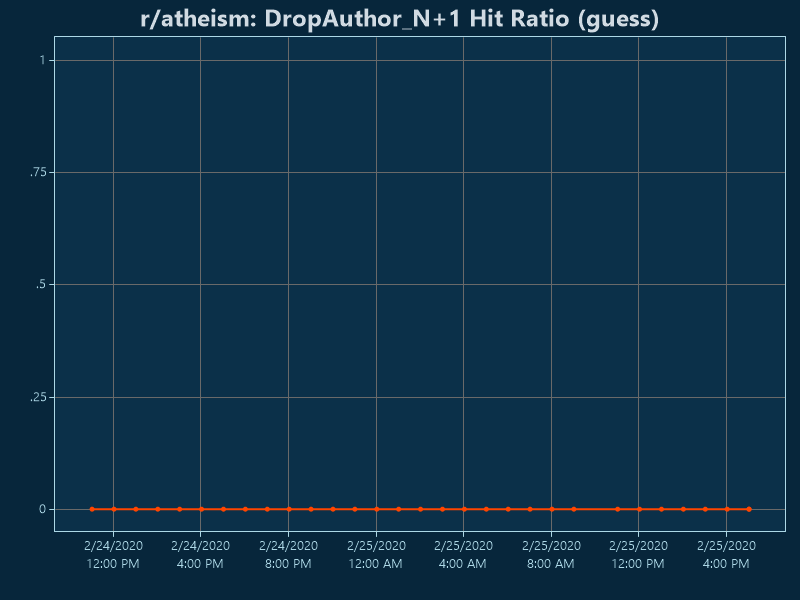 r/atheism: DropAuthor_N+1 Hit Ratio (guess)
1
.75
.5
.25
0
2/24/2020 2/24/2020 2/24/2020 2/25/2020 2/25/2020 2/25/2020 2/25/2020 2/25/2020
12:00 PM 4:00 PM 8:00 PM 12:00 AM 4:00 AM 8:00 AM 12:00 PM 4:00 PM